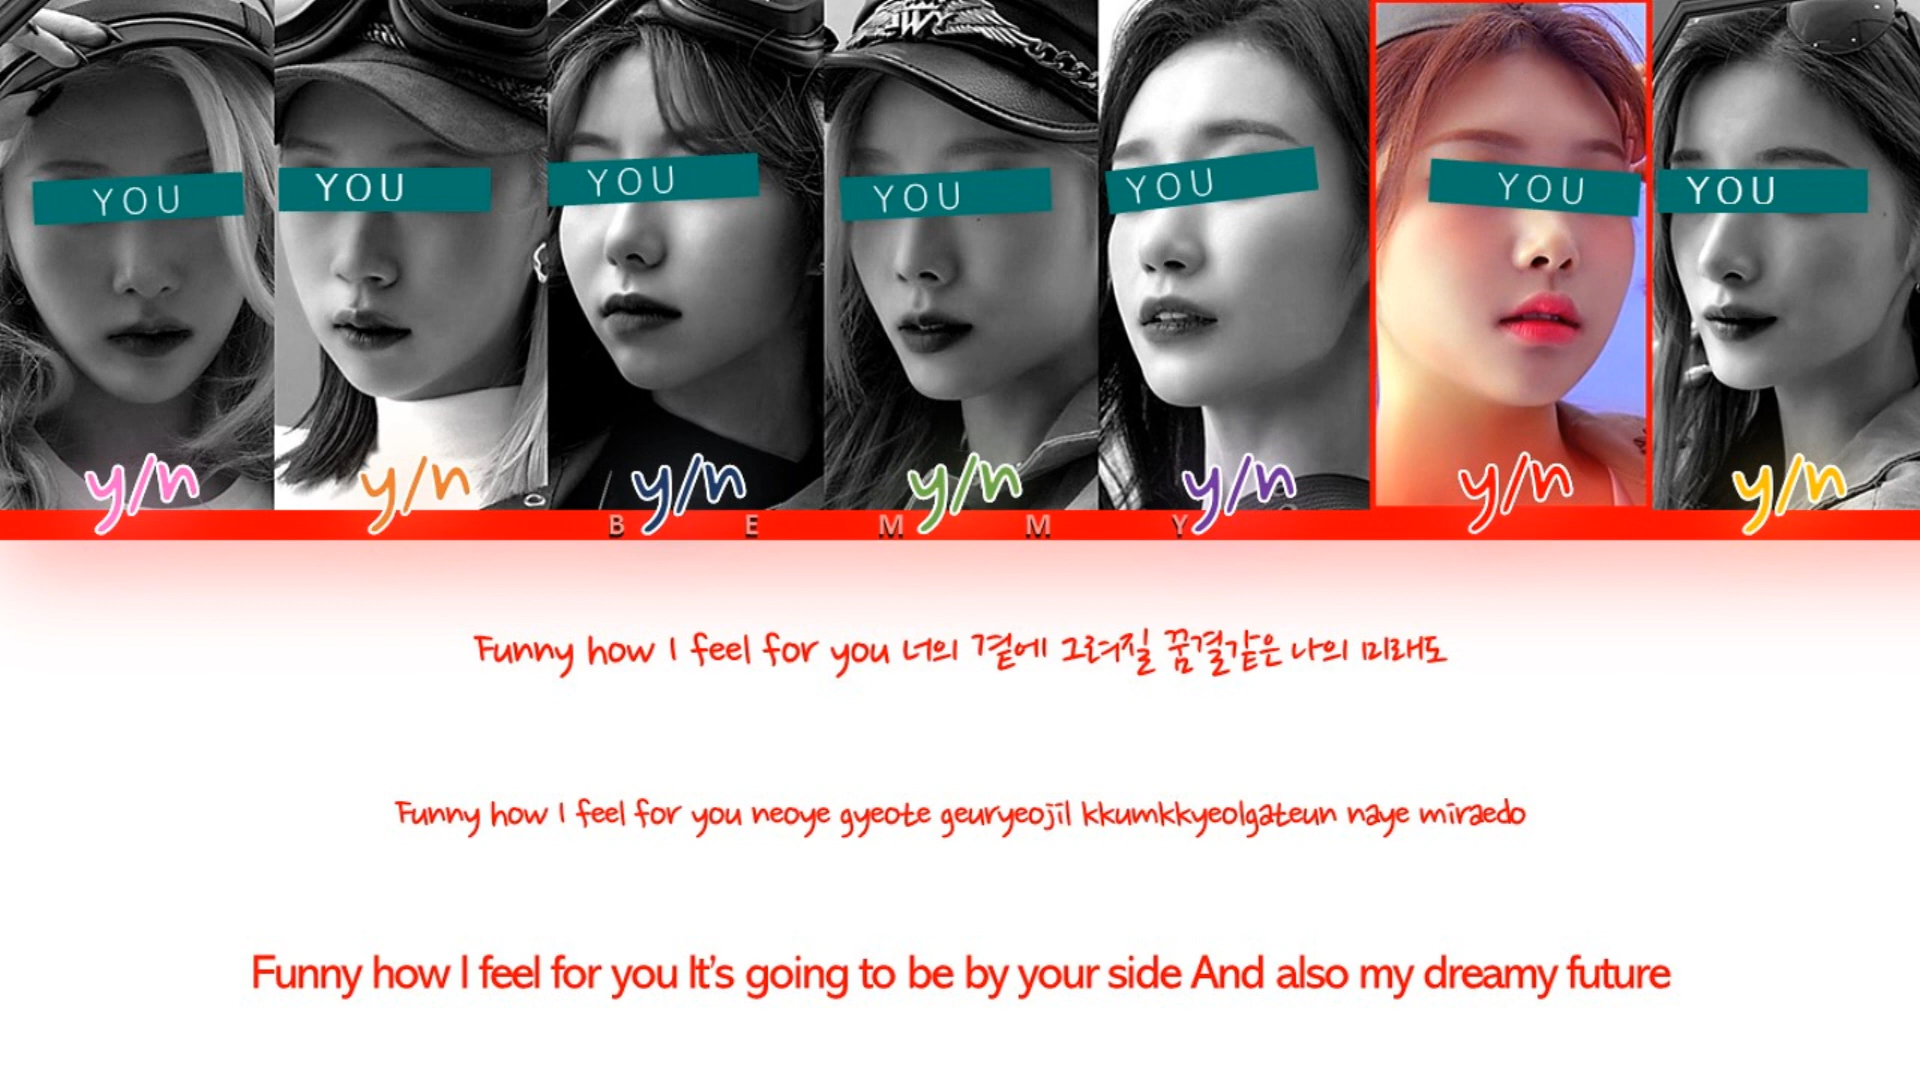 YOU
YOU
YOU
YOU
YOU
YOU
YOU
y/n
y/n
y/n
y/n
y/n
y/n
y/n
B E M M Y
Funny how I feel for you 너의 곁에 그려질 꿈결같은 나의 미래도
Funny how I feel for you neoye gyeote geuryeojil kkumkkyeolgateun naye miraedo
Funny how I feel for you It's going to be by your side And also my dreamy future